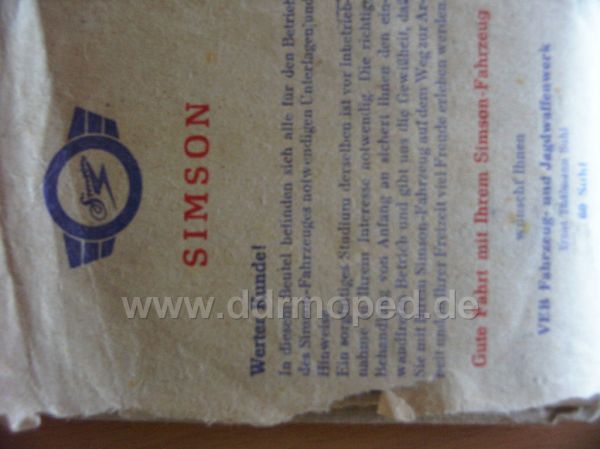 Simson
SIMSON
Werter Kunde!
In diesem Beutel befinden sich alle für den Betrieb
des Simson-Fahrzeuges notwendigen Unterlagen und
Hinweise.
Ein sorgfältiges Studium derselben ist vor Inbetrieb-
nahme in Ihrem Interesse notwendig Die richtige
Behandlung von Anfang an sichert Ihnen den ein-
wandfreien Betrieb und gibt uns die Gewißheit, daß
Sie mit Ihrem Simson-Fahrzeug auf dem Weg zur Ar-
beit und in Ihrer Freizeit viel Freude erleben werden.
Gute Fahrt mit Ihrem Simson-Fahrzeug
wünscht Ihnen
VEB Fahrzeug- und Jagdwaffenwerk
Ernst Thälmann Suhl
60 Suhl
www.ddrmoped.de